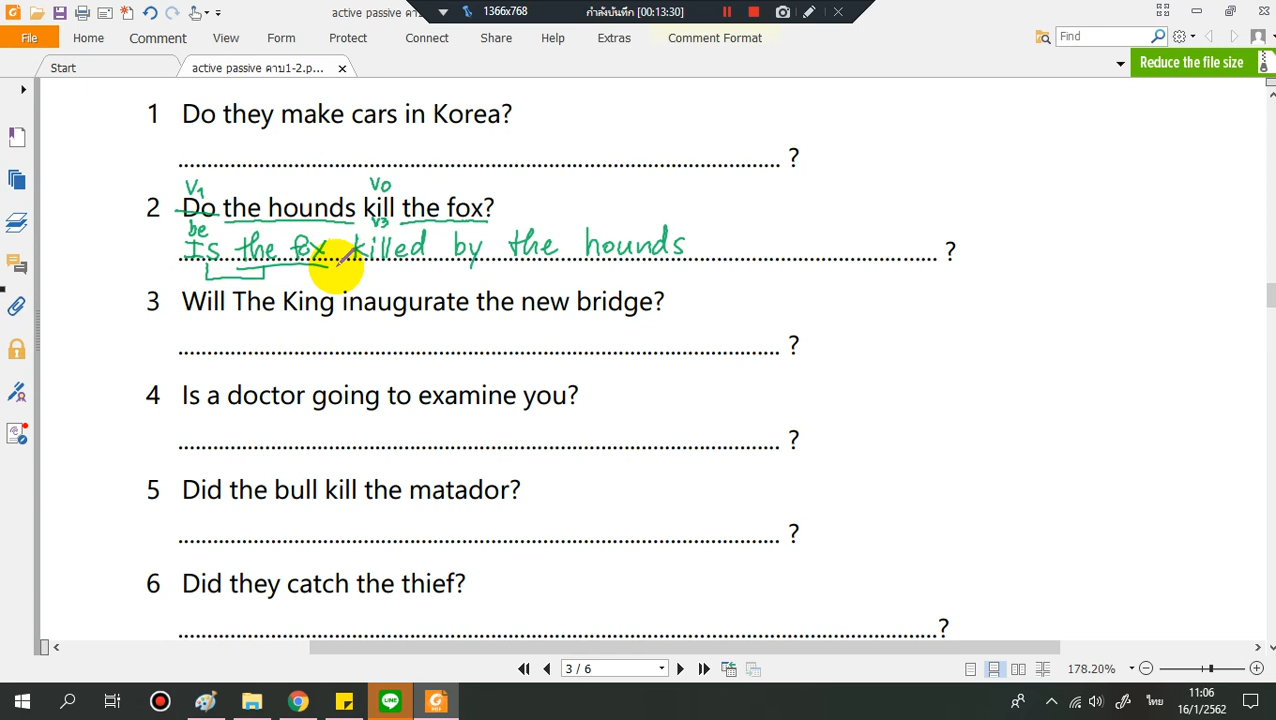 active passive คา
1366x768
กำลังบันทึก [00:13:30]
File Home Comment View Form Protect Connect Share Help Extras Comment Format Find
Start active passive คาบ1-2.p... Reduce the file size
1 Do they make cars in Korea?
?
V1 V0
2 Do the hounds kill the fox?
be V3
Is the fox killed by the hounds ?
3 Will The King inaugurate the new bridge?
?
4 Is a doctor going to examine you?
?
5 Did the bull kill the matador?
?
6 Did they catch the thief?
?
3 / 6 178.20%
LINE PDF ไทย 11:06
16/1/2562